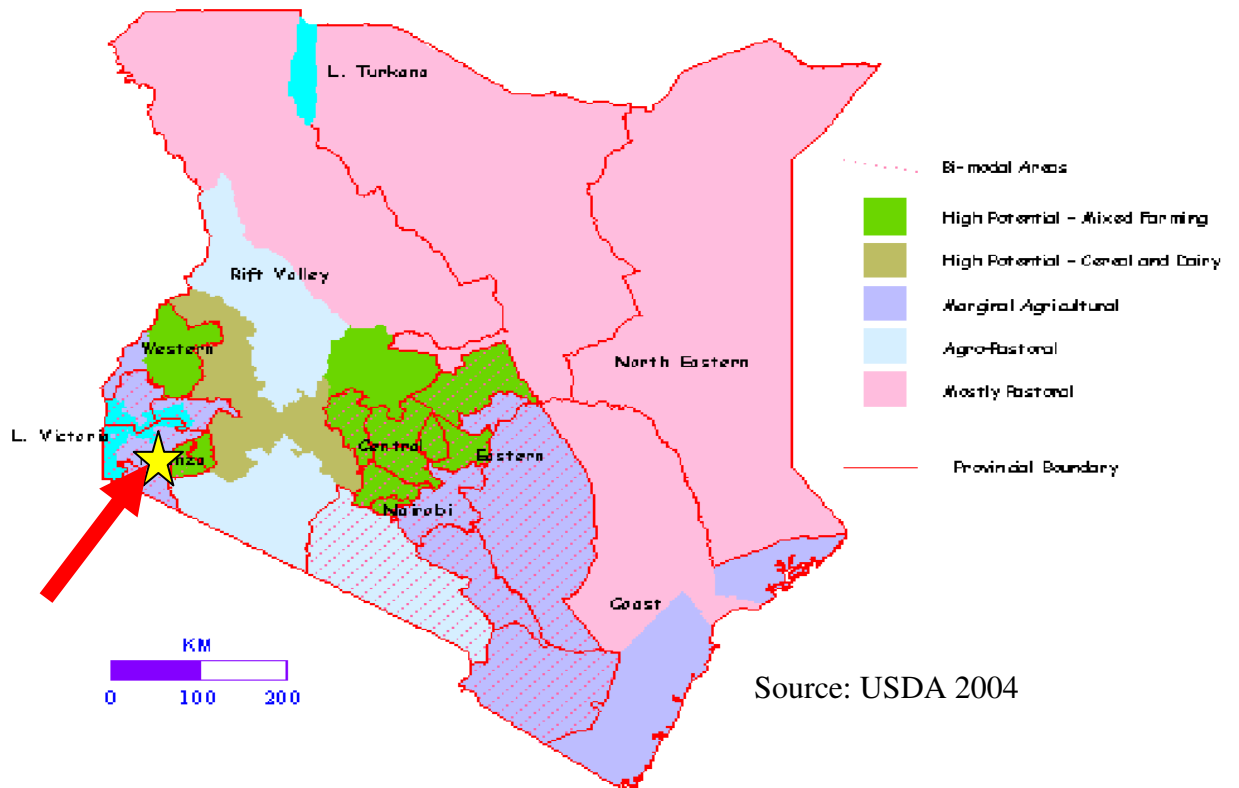 L. Turkana
Bi-modal Areas
High Potential - Mixed Farming
High Potential - Cereal and Dairy
Marginal Agricultural
Agro-Pastoral
Mostly Pastoral
Provincial Boundary
Rift Valley
Western
North Eastern
L. Victoria
Central
Eastern
Nairobi
Coast
KM
0 100 200
Source: USDA 2004